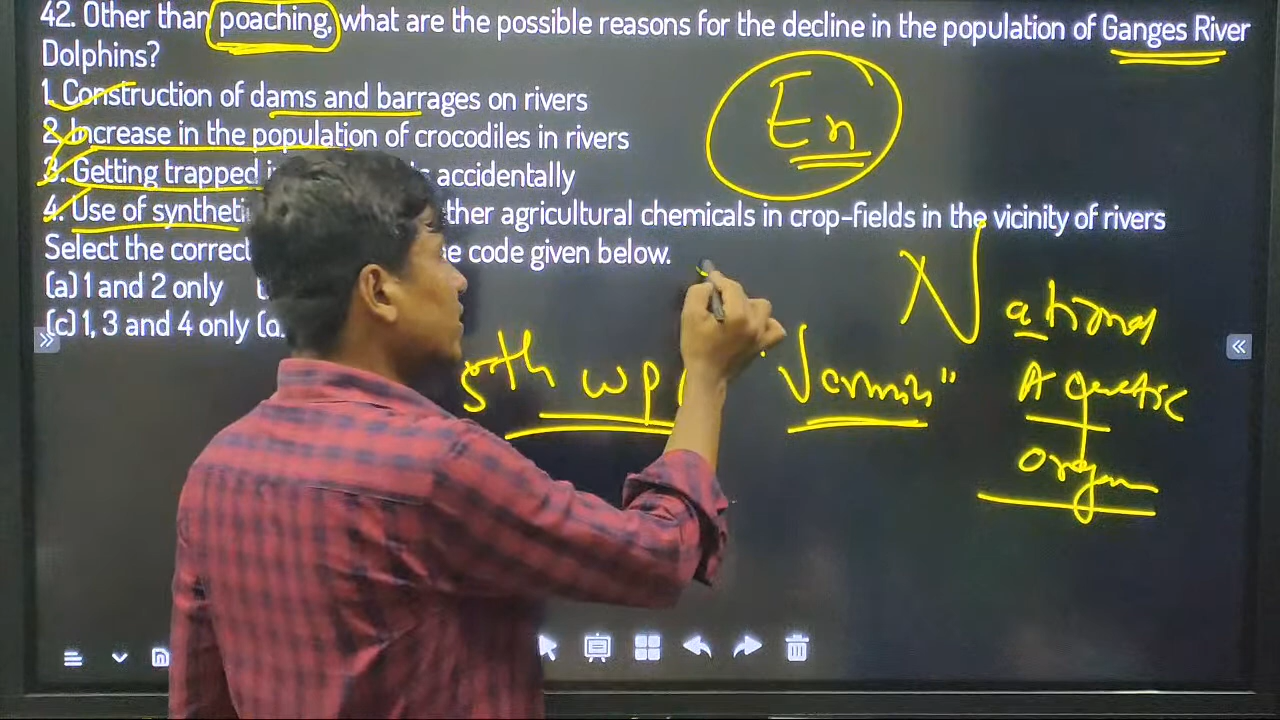 42. Other than poaching, what are the possible reasons for the decline in the population of Ganges River
Dolphins?
1. Construction of dams and barrages on rivers
2. Increase in the population of crocodiles in rivers
3. Getting trapped accidentally
4. Use of syntheti ther agricultural chemicals in crop-fields in the vicinity of rivers
Select the correct e code given below.
(a) 1 and 2 only
(c) 1, 3 and 4 only (d
En
National
Aquatic
5th WP "Vermin"